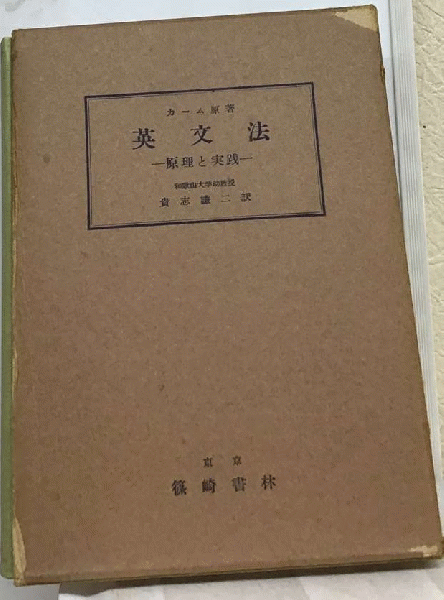 カーム原著
英文法
―原理と実践―
和歌山大学助教授
貴志謙二訳
東京
篠崎書林